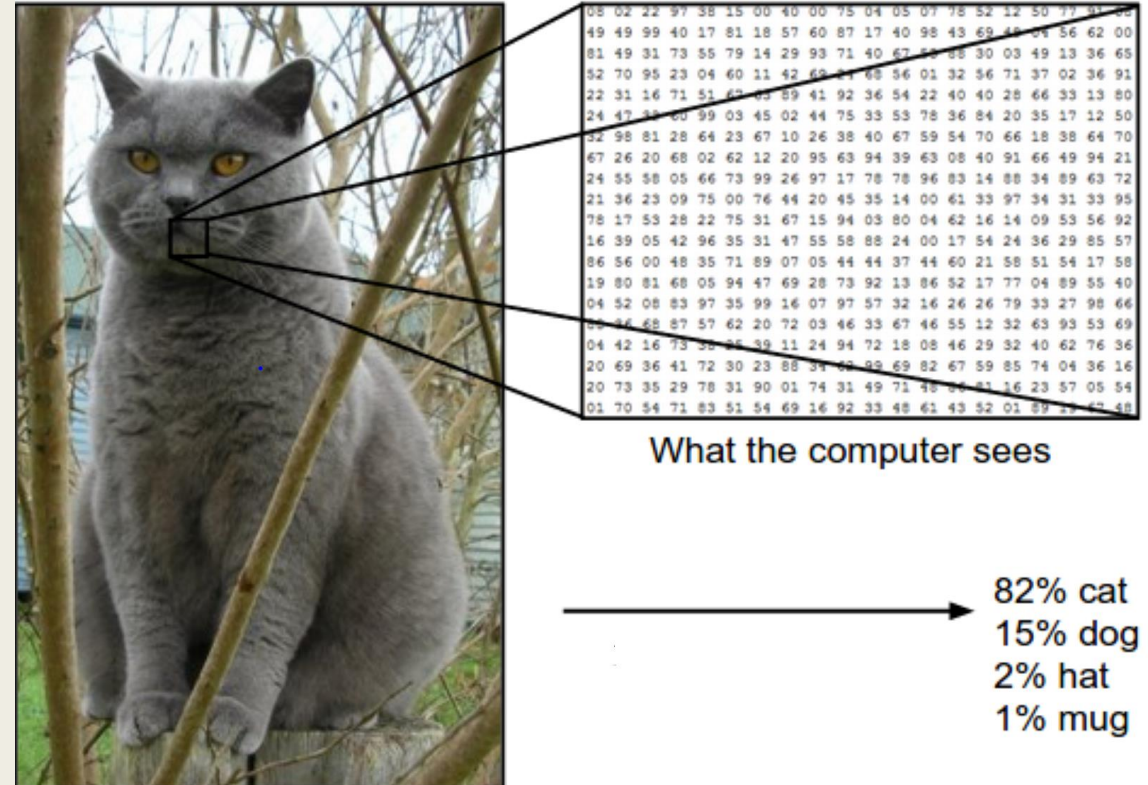 08 02 22 97 38 15 00 40 00 75 04 05 07 78 52 12 50 77
49 49 99 40 17 81 18 57 60 87 17 40 98 43 69 04 56 62 00
81 49 31 73 55 79 14 29 93 71 40 67 88 30 03 49 13 36 65
52 70 95 23 04 60 11 42 69 68 56 01 32 56 71 37 02 36 91
22 31 16 71 51 89 41 92 36 54 22 40 40 28 66 33 13 80
24 47 99 03 45 02 44 75 33 53 78 36 84 20 35 17 12 50
32 98 81 28 64 23 67 10 26 38 40 67 59 54 70 66 18 38 64 70
67 26 20 68 02 62 12 20 95 63 94 39 63 08 40 91 66 49 94 21
24 55 58 05 66 73 99 26 97 17 78 78 96 83 14 88 34 89 63 72
21 36 23 09 75 00 76 44 20 45 35 14 00 61 33 97 34 31 33 95
78 17 53 28 22 75 31 67 15 94 03 80 04 62 16 14 09 53 56 92
16 39 05 42 96 35 31 47 55 58 88 24 00 17 54 24 36 29 85 57
86 56 00 48 35 71 89 07 05 44 44 37 44 60 21 58 51 54 17 58
19 80 81 68 05 94 47 69 28 73 92 13 86 52 17 77 04 89 55 40
04 52 08 83 97 35 99 16 07 97 57 32 16 26 26 79 33 27 98 66
68 87 57 62 20 72 03 46 33 67 46 55 12 32 63 93 53 69
04 42 16 73 39 11 24 94 72 18 08 46 29 32 40 62 76 36
20 69 36 41 72 30 23 88 99 69 82 67 59 85 74 04 36 16
20 73 35 29 78 31 90 01 74 31 49 71 16 23 57 05 54
01 70 54 71 83 51 54 69 16 92 33 48 61 43 52 01 89 48
What the computer sees
82% cat
15% dog
2% hat
1% mug